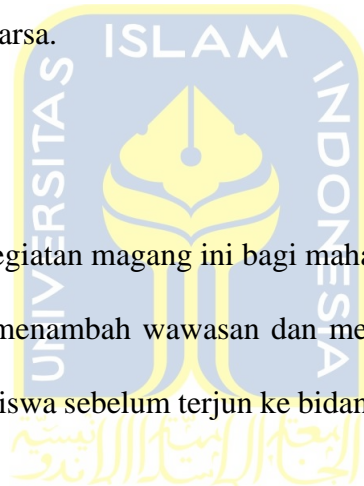 arsa.
UNIVERSITAS ISLAM INDONESIA
egiatan magang ini bagi maha
menambah wawasan dan me
iswa sebelum terjun ke bidan